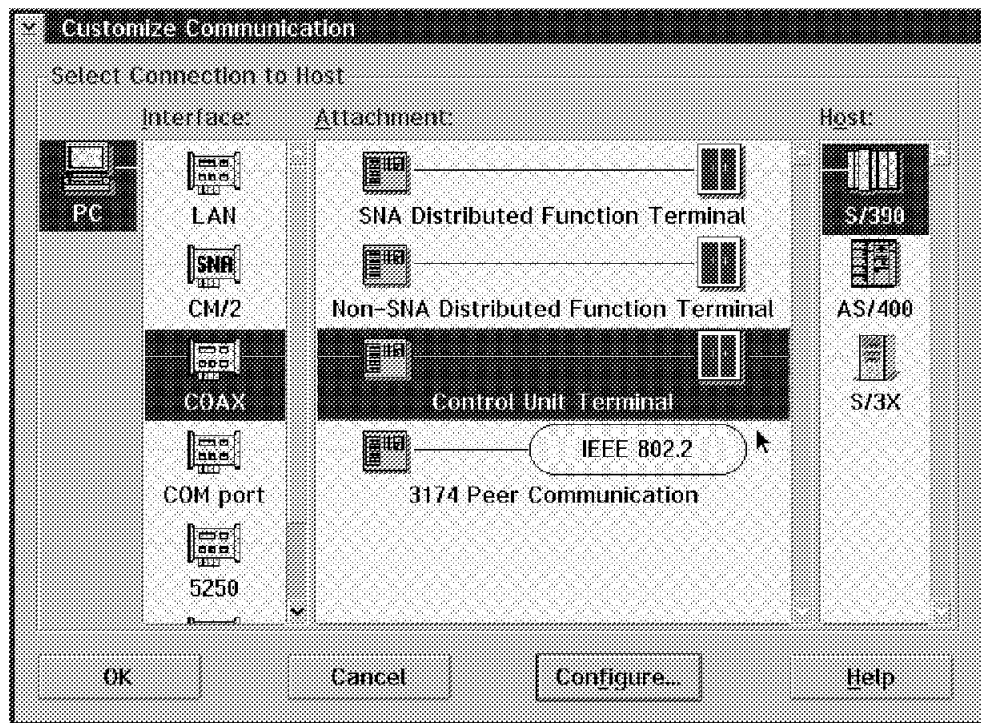 Customize Communication
Select Connection to Host
Interface: Attachment: Host:
PC
LAN
SNA Distributed Function Terminal
S/390
SNA
CM/2
Non-SNA Distributed Function Terminal
AS/400
COAX
Control Unit Terminal
S/3X
COM port
IEEE 802.2
3174 Peer Communication
5250
OK Cancel Configure... Help